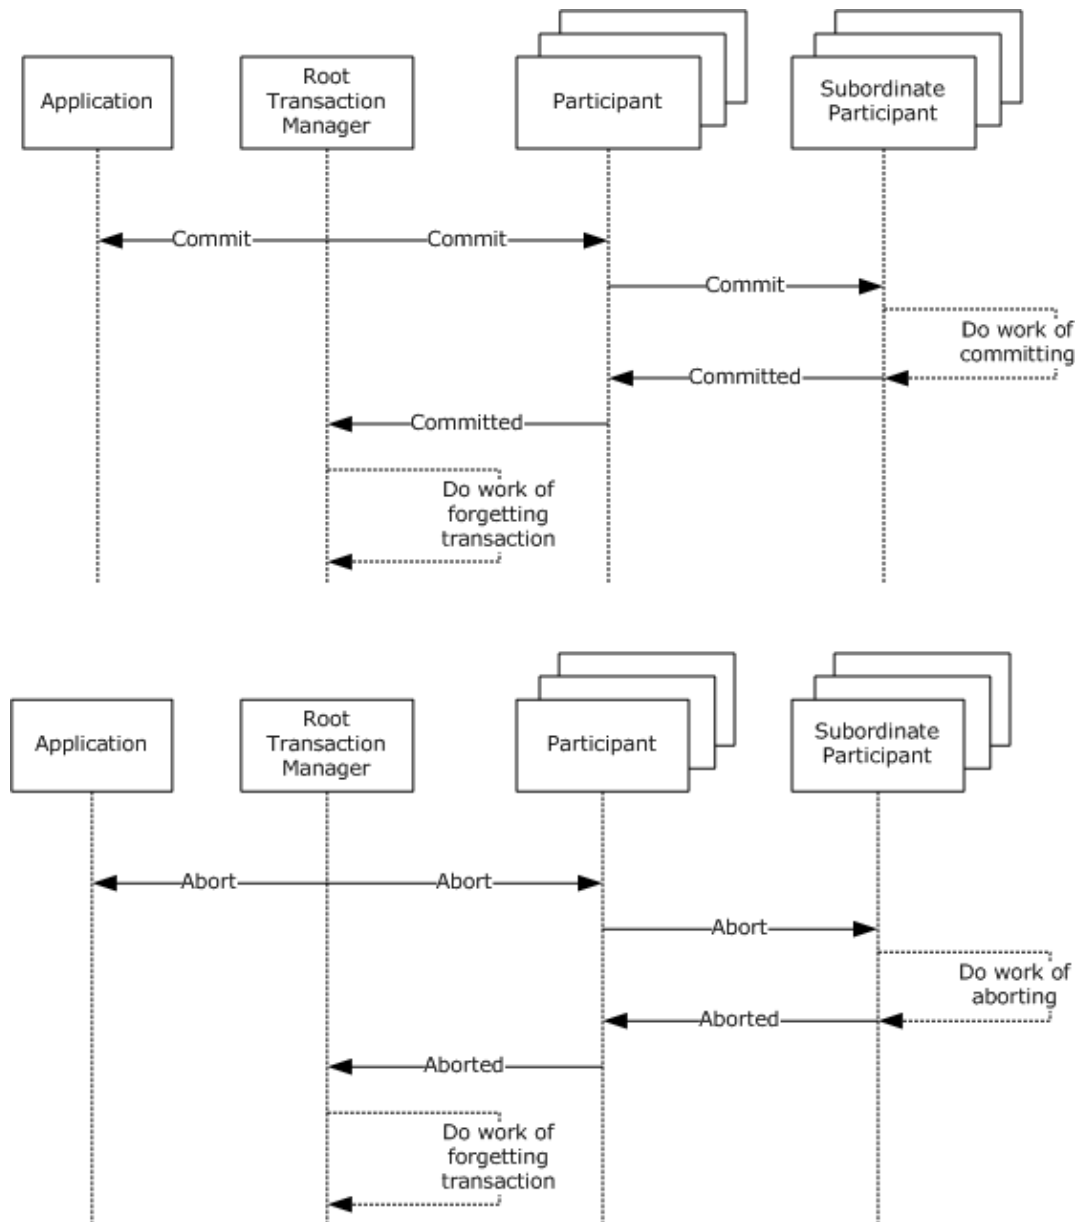 Application
Root
Transaction
Manager
Participant
Subordinate
Participant
Commit
Commit
Commit
Do work of
committing
Committed
Committed
Do work of
forgetting
transaction
Application
Root
Transaction
Manager
Participant
Subordinate
Participant
Abort
Abort
Abort
Do work of
aborting
Aborted
Aborted
Do work of
forgetting
transaction